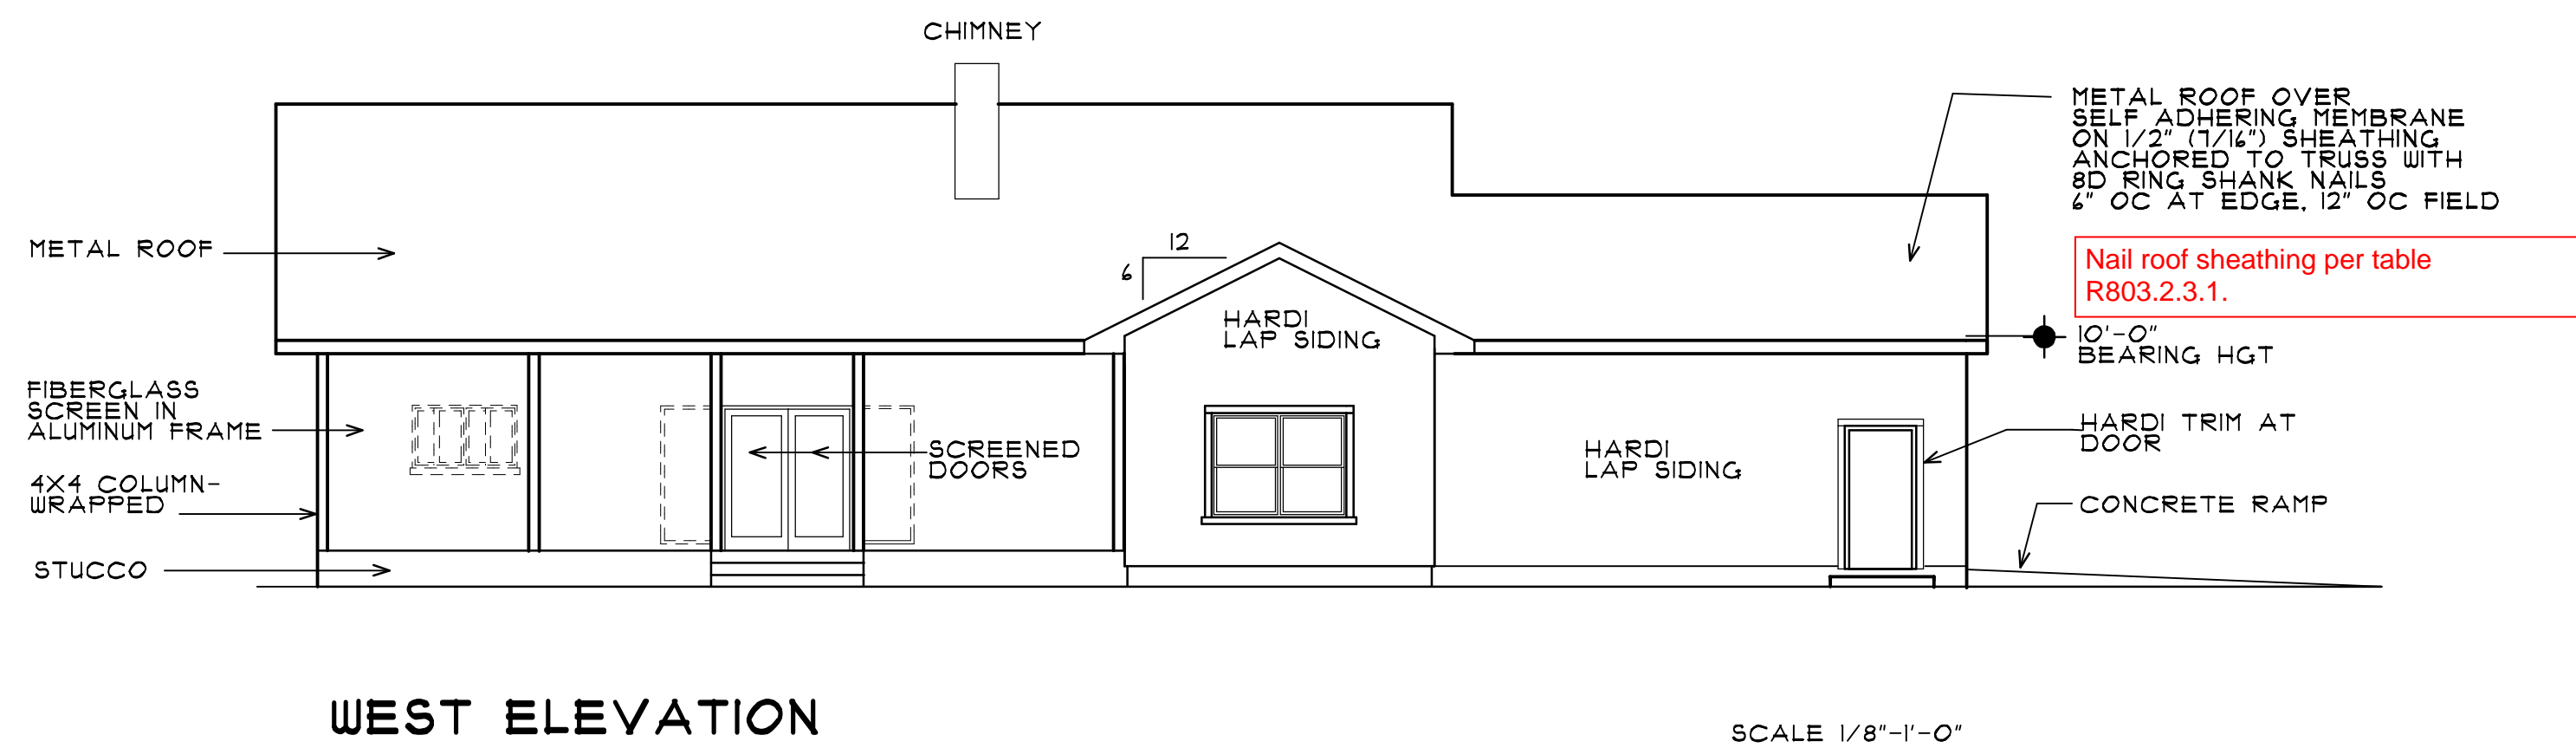 CHIMNEY
METAL ROOF OVER
SELF ADHERING MEMBRANE
ON 1/2" (7/16") SHEATHING
ANCHORED TO TRUSS WITH
8D RING SHANK NAILS
6" OC AT EDGE, 12" OC FIELD
METAL ROOF
12
6
Nail roof sheathing per table
R803.2.3.1.
HARDI
LAP SIDING
10'-0"
BEARING HGT
FIBERGLASS
SCREEN IN
ALUMINUM FRAME
SCREENED
DOORS
HARDI
LAP SIDING
HARDI TRIM AT
DOOR
4X4 COLUMN-
WRAPPED
CONCRETE RAMP
STUCCO
WEST ELEVATION
SCALE 1/8"-1'-0"